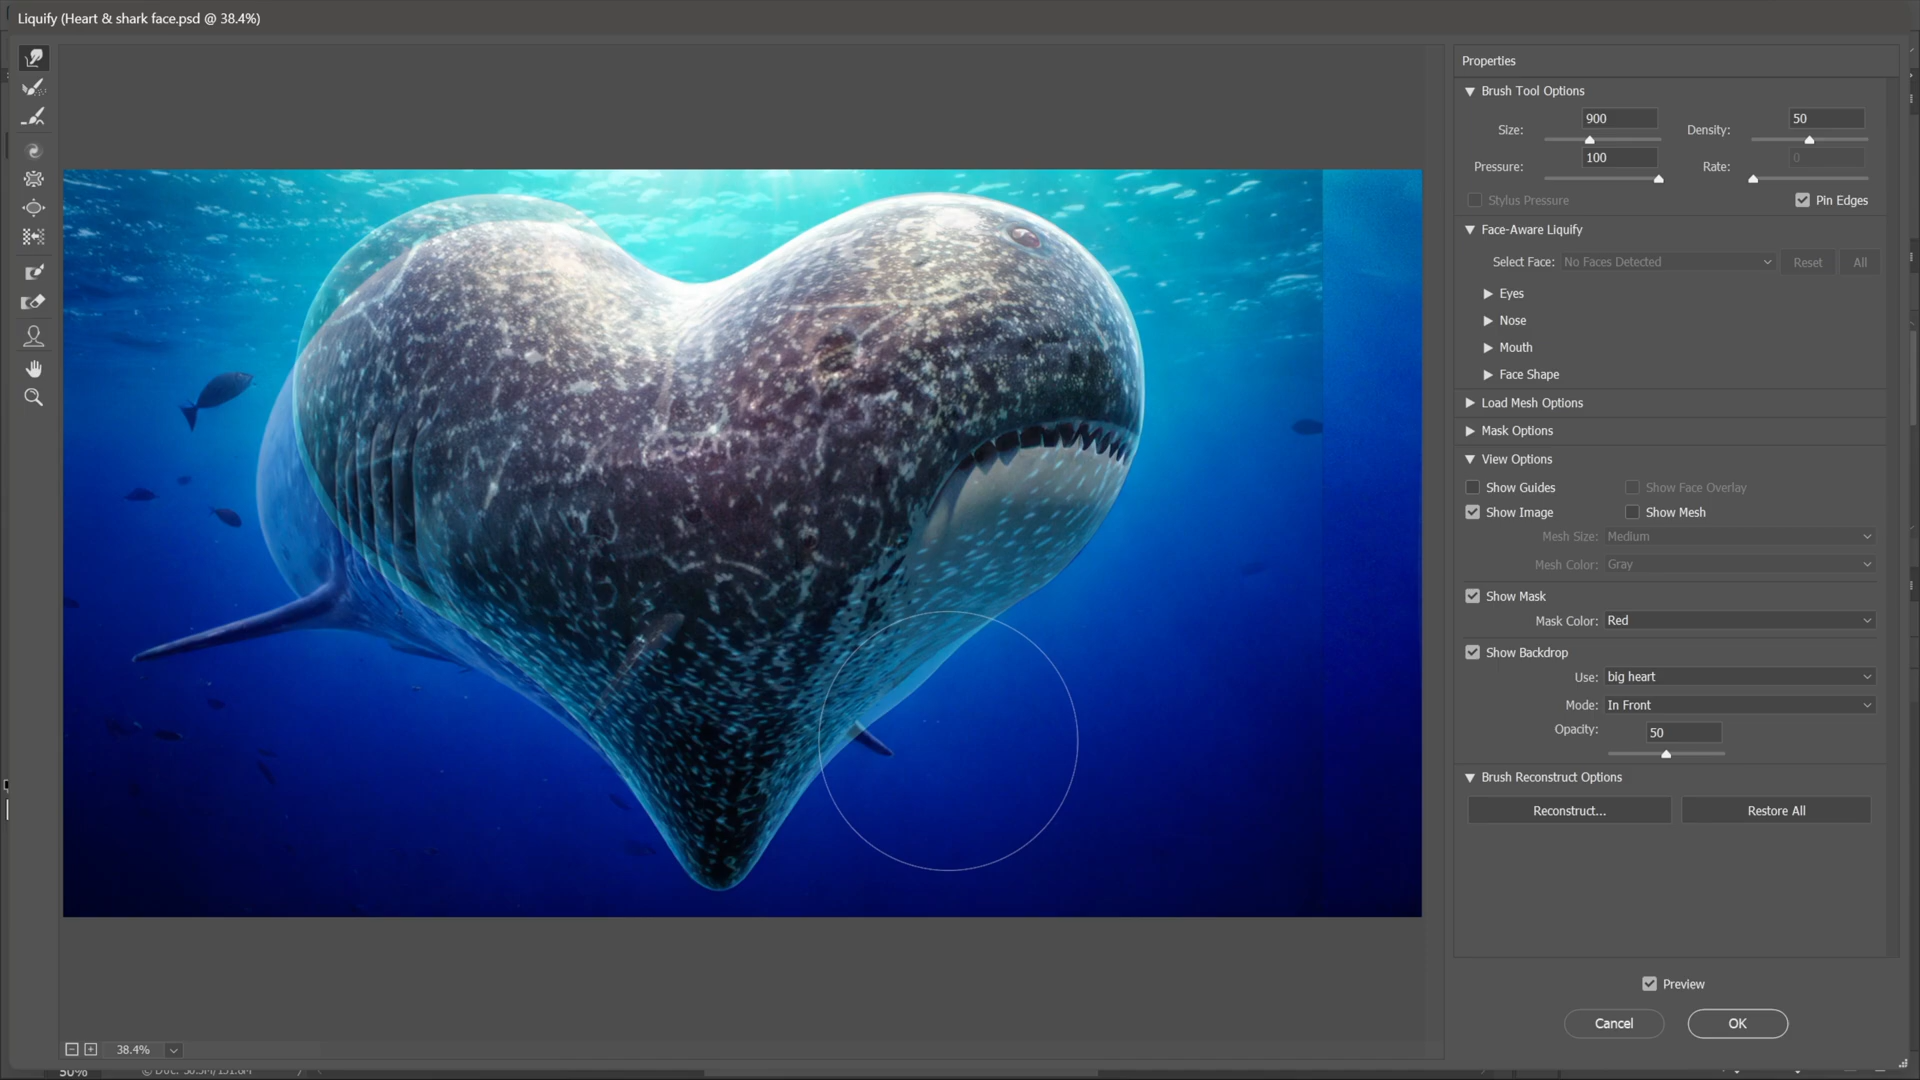 Liquify (Heart & shark face.psd @ 38.4%)
Properties
Brush Tool Options
Size: 900 Density: 50
Pressure: 100 Rate: 0
Stylus Pressure Pin Edges
Face-Aware Liquify
Select Face: No Faces Detected Reset All
Eyes
Nose
Mouth
Face Shape
Load Mesh Options
Mask Options
View Options
Show Guides Show Face Overlay
Show Image Show Mesh
Mesh Size: Medium
Mesh Color: Gray
Show Mask
Mask Color: Red
Show Backdrop
Use: big heart
Mode: In Front
Opacity: 50
Brush Reconstruct Options
Reconstruct... Restore All
Preview
Cancel OK
38.4%
50%